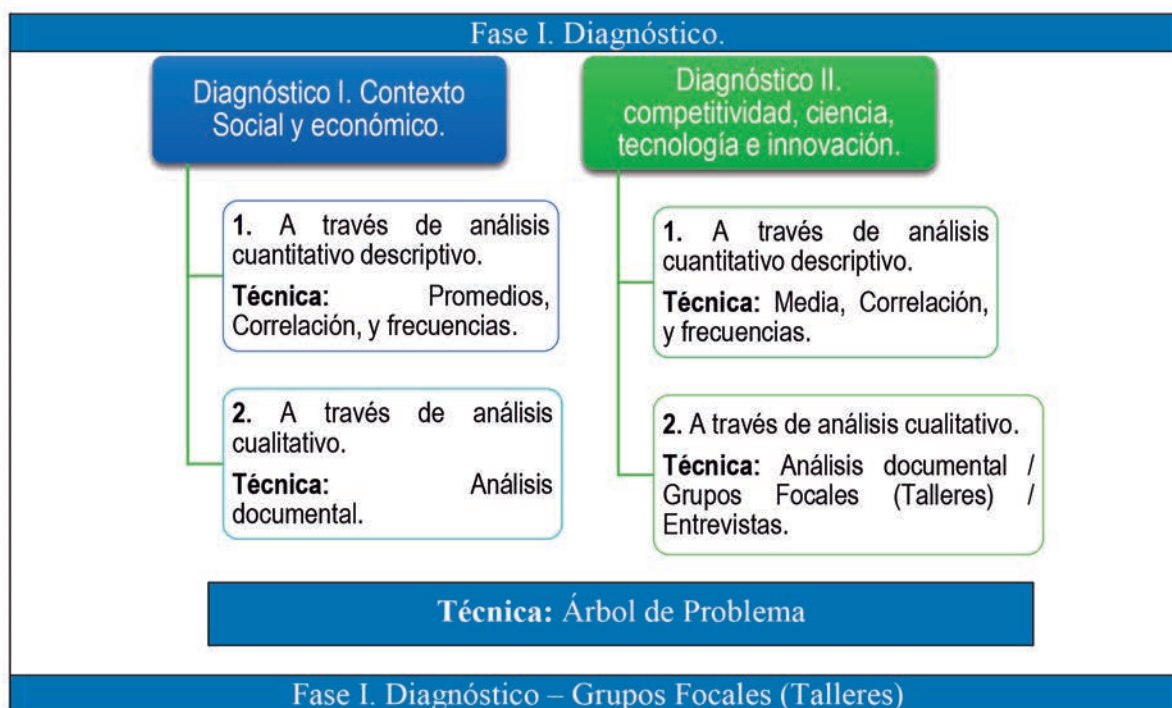 Fase I. Diagnóstico.
Diagnóstico I. Contexto
Social y económico.
1. A través de análisis
cuantitativo descriptivo.
Técnica: Promedios,
Correlación, y frecuencias.
2. A través de análisis
cualitativo.
Técnica: Análisis
documental.
Diagnóstico II.
competitividad, ciencia,
tecnología e innovación.
1. A través de análisis
cuantitativo descriptivo.
Técnica: Media, Correlación,
y frecuencias.
2. A través de análisis cualitativo.
Técnica: Análisis documental /
Grupos Focales (Talleres) /
Entrevistas.
Técnica: Árbol de Problema
Fase I. Diagnóstico – Grupos Focales (Talleres)